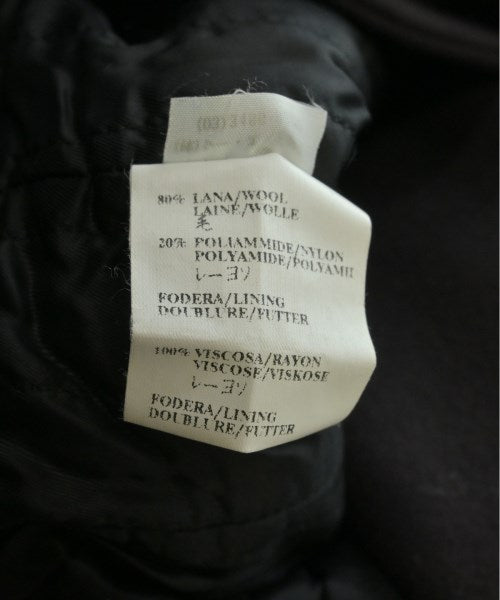 80% LANA/WOOL
LAINE/WOLLE
毛
20% POLIAMMIDE/NYLON
POLYAMIDE/POLYAMII
レーヨン
FODERA/LINING
DOUBLURE/FUTTER
100% VISCOSA/RAYON
VISCOSE/VISKOSE
レーヨン
FODERA/LINING
DOUBLURE/FUTTER